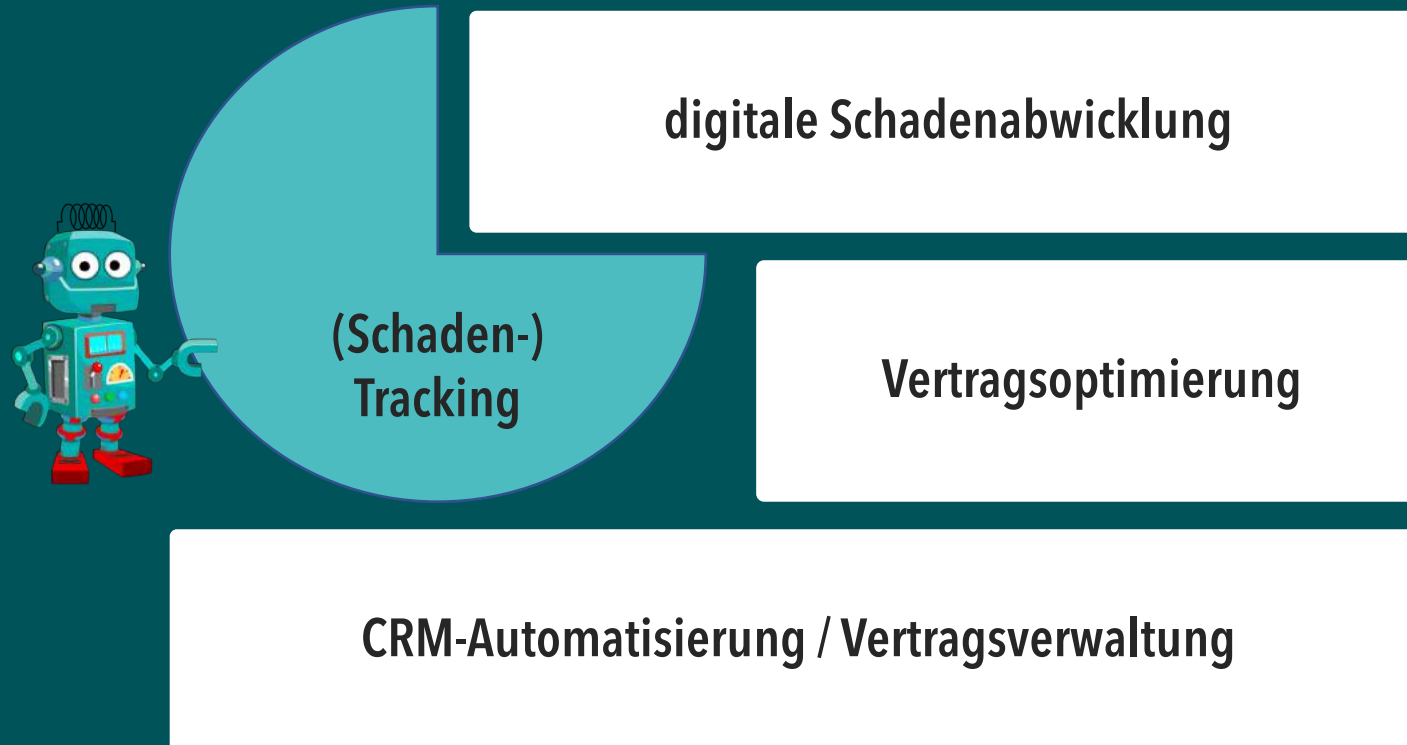 digitale Schadenabwicklung
(Schaden-)
Tracking
Vertragsoptimierung
CRM-Automatisierung / Vertragsverwaltung